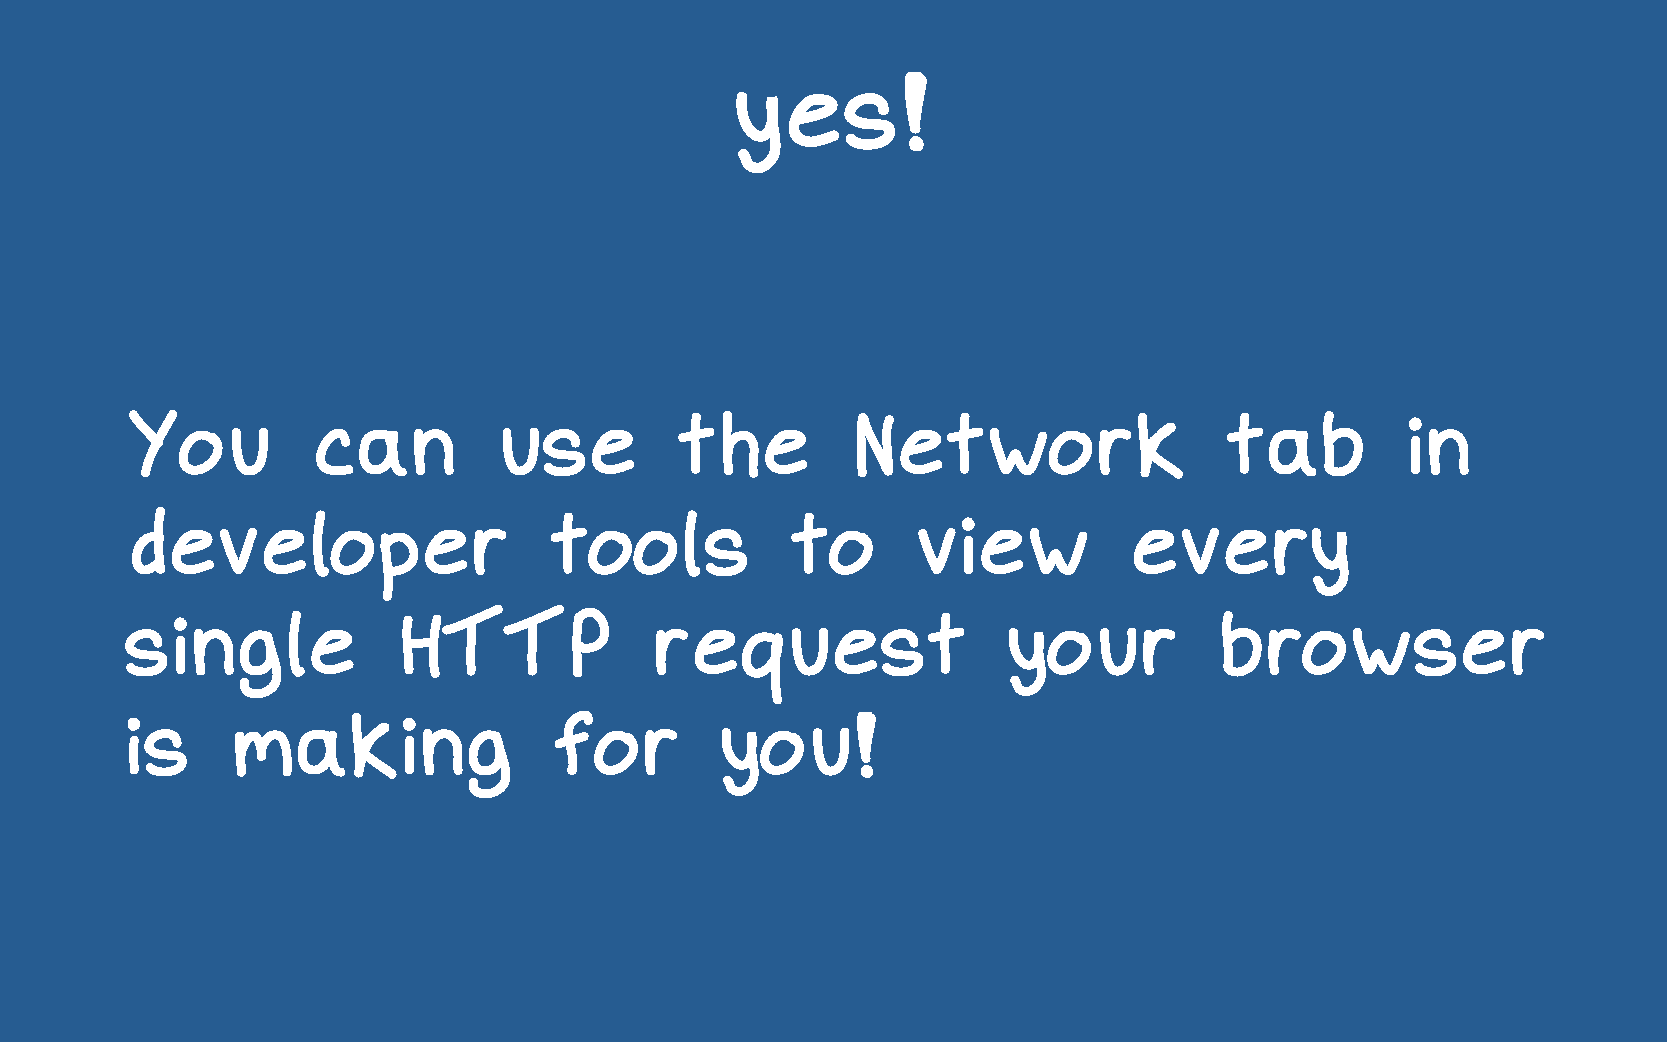 yes!
You can use the Network tab in
developer tools to view every
single HTTP request your browser
is making for you!